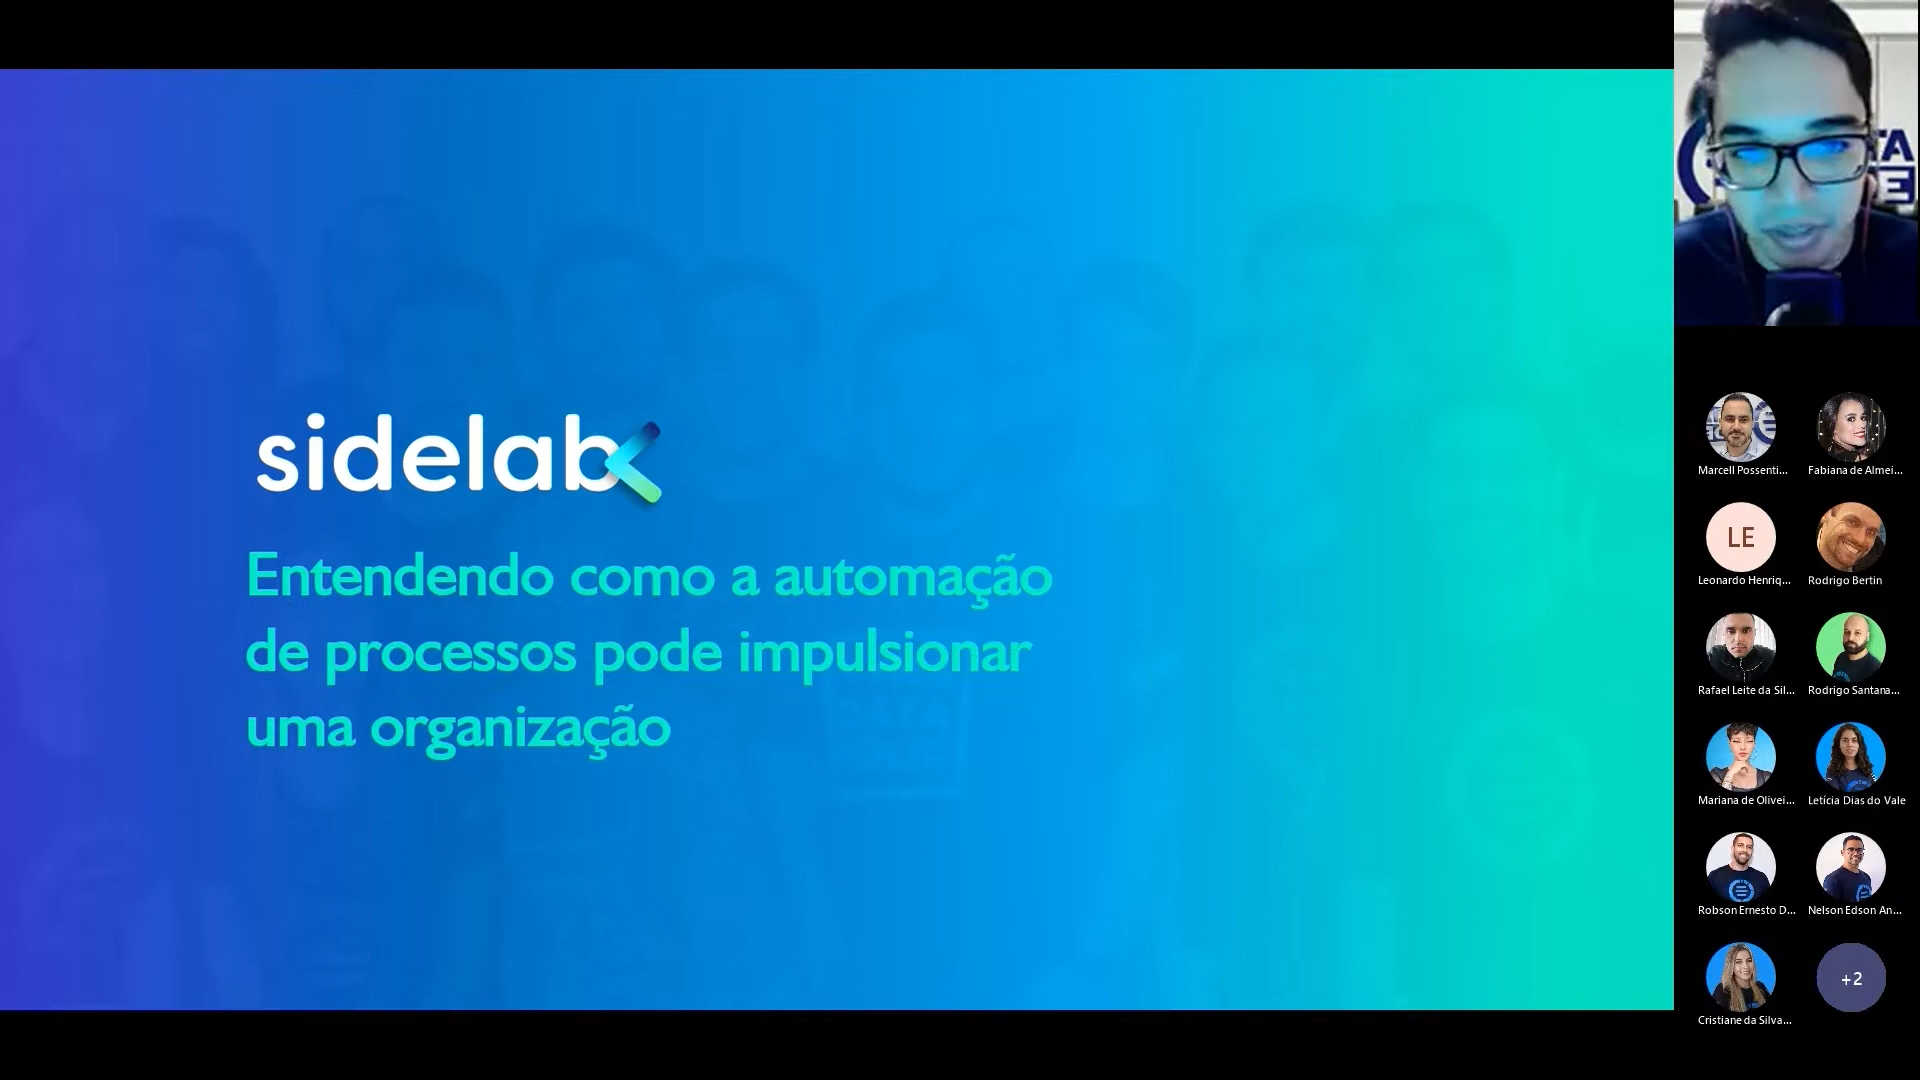 sidelab
Entendendo como a automação
de processos pode impulsionar
uma organização
TA
E
Marcell Possenti...
Fabiana de Almei...
LE
Leonardo Henriq...
Rodrigo Bertin
Rafael Leite da Sil...
Rodrigo Santana...
Mariana de Olivei...
Letícia Dias do Vale
Robson Ernesto D...
Nelson Edson An...
+2
Cristiane da Silva...